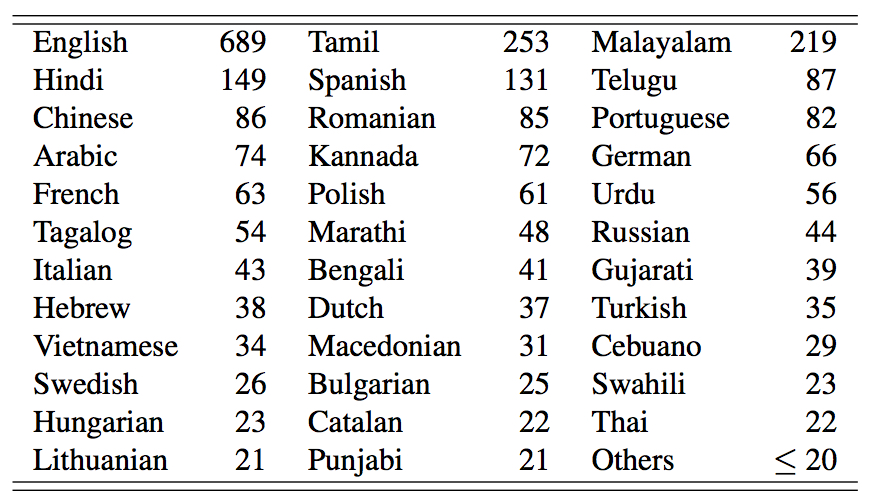 English 689 Tamil 253 Malayalam 219
Hindi 149 Spanish 131 Telugu 87
Chinese 86 Romanian 85 Portuguese 82
Arabic 74 Kannada 72 German 66
French 63 Polish 61 Urdu 56
Tagalog 54 Marathi 48 Russian 44
Italian 43 Bengali 41 Gujarati 39
Hebrew 38 Dutch 37 Turkish 35
Vietnamese 34 Macedonian 31 Cebuano 29
Swedish 26 Bulgarian 25 Swahili 23
Hungarian 23 Catalan 22 Thai 22
Lithuanian 21 Punjabi 21 Others ≤ 20